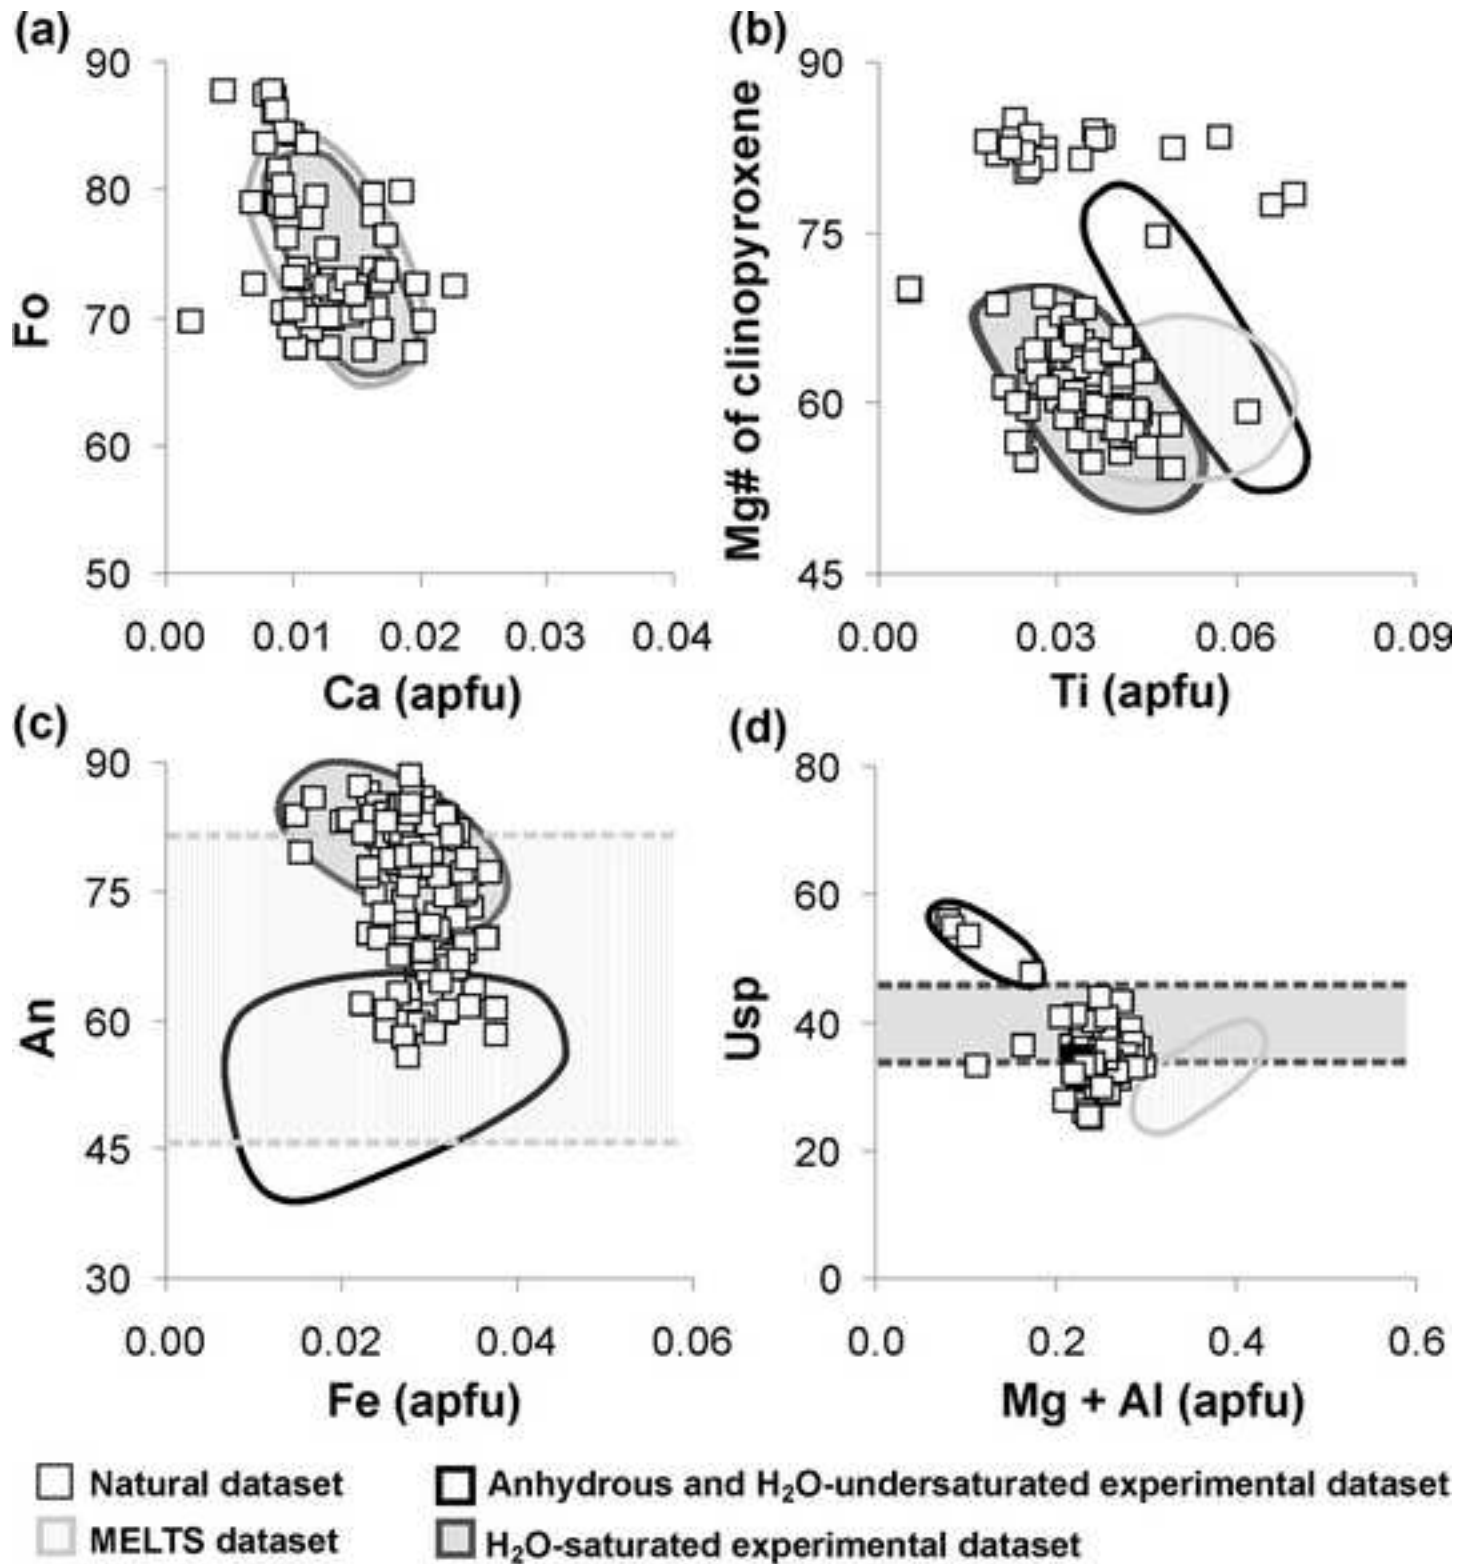 (a)
90
80
70
60
50
Fo
0.00 0.01 0.02 0.03 0.04
Ca (apfu)
(b)
90
75
60
45
Mg# of clinopyroxene
0.00 0.03 0.06 0.09
Ti (apfu)
(c)
90
75
60
45
30
An
0.00 0.02 0.04 0.06
Fe (apfu)
(d)
80
60
40
20
0
Usp
0.0 0.2 0.4 0.6
Mg + Al (apfu)
Natural dataset
Anhydrous and H₂O-undersaturated experimental dataset
MELTS dataset
H₂O-saturated experimental dataset